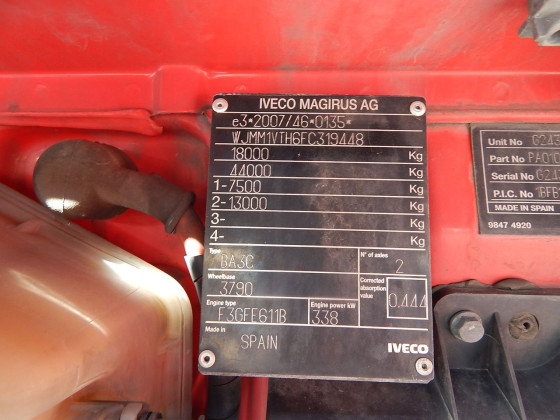 IVECO MAGIRUS AG
e3*2007/46*0135*
WJMM1VTH6FC319448
18000 Kg
44000 Kg
1-7500 Kg
2-13000 Kg
3- Kg
4- Kg
Type
BA3C
N° of axles
2
Wheelbase
3790
Corrected absorption value
0.444
Engine type
F3GFE611B
Engine power kW
338
Made in
SPAIN
IVECO
Unit No
Part No
Serial No
P.I.C. No
MADE IN SPAIN
9847 4920